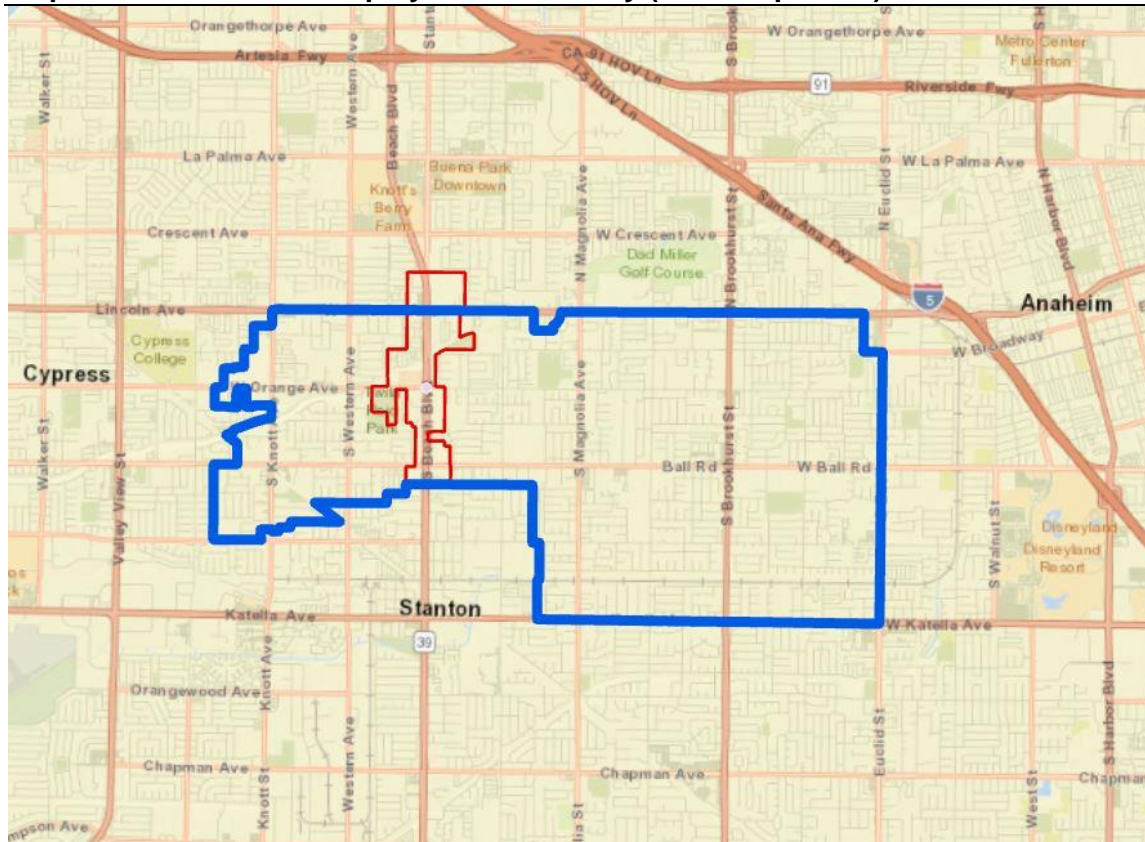 Orangethorpe Ave
W Orangethorpe Ave
Metro Center
Fullerton
Artesia Fwy
CA-91 HOV Ln
I-5 HOV Ln
91
Riverside Fwy
Walker St
Western Ave
Beach Blvd
La Palma Ave
W La Palma Ave
Buena Park
Downtown
Knott's
Berry
Farm
N Magnolia Ave
N Brookhurst St
N Euclid St
N Harbor Blvd
Santa Ana Fwy
Crescent Ave
W Crescent Ave
Dad Miller
Golf Course
Lincoln Ave
5
Anaheim
W Broadway
Cypress
College
Cypress
W Orange Ave
Park
S Western Ave
S Knott Ave
S Magnolia Ave
S Brookhurst St
Walker St
Valley View St
Ball Rd
W Ball Rd
S Walnut St
Disneyland
Disneyland
Resort
Stanton
Katella Ave
W Katella Ave
39
Knott Ave
Orangewood Ave
Western Ave
Euclid St
S Harbor Blvd
Chapman Ave
Chapman Ave
Knott St
West St